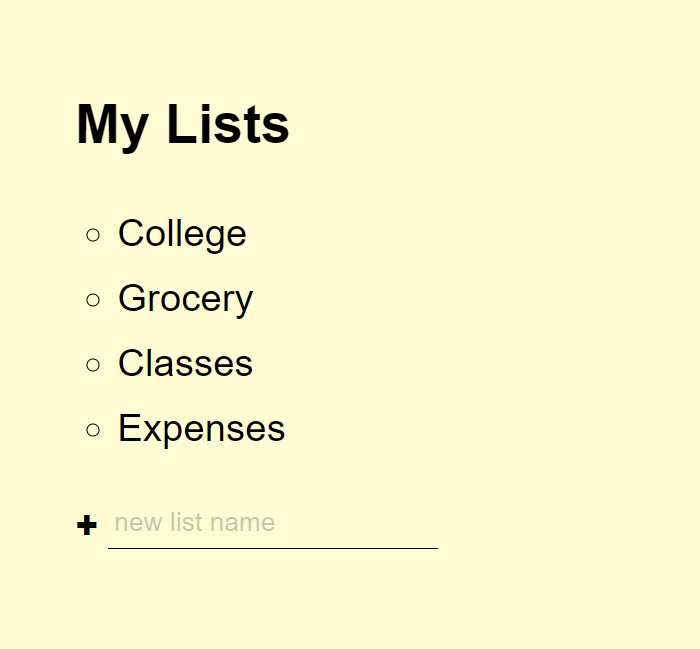 My Lists
College
Grocery
Classes
Expenses
+ new list name